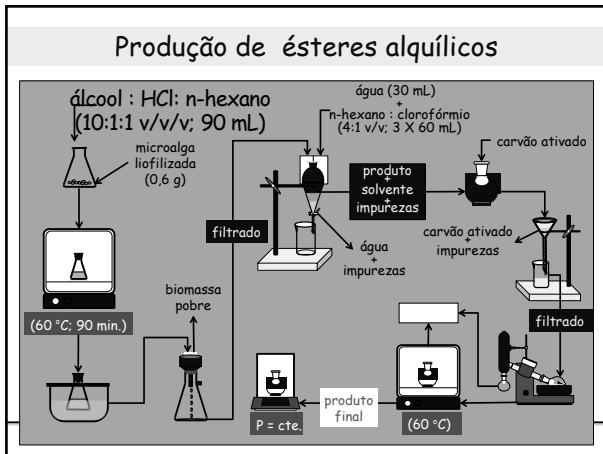 Produção de ésteres alquílicos
álcool : HCl: n-hexano
(10:1:1 v/v/v; 90 mL)
microalga
liofilizada
(0,6 g)
(60 °C; 90 min.)
biomassa
pobre
filtrado
água (30 mL)
+
n-hexano : clorofórmio
(4:1 v/v; 3 X 60 mL)
produto
+
solvente
+
impurezas
água
+
impurezas
carvão ativado
carvão ativado
+
impurezas
filtrado
(60 °C)
produto
final
P = cte.